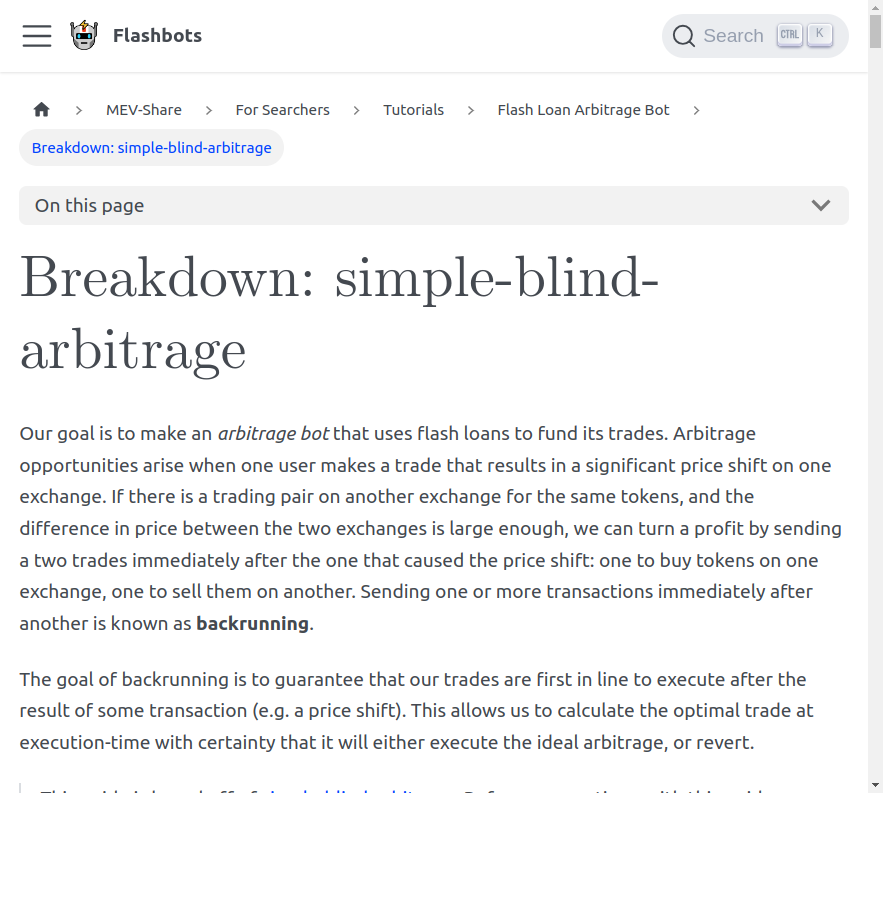 Flashbots
Search CTRL K
MEV-Share For Searchers Tutorials Flash Loan Arbitrage Bot
Breakdown: simple-blind-arbitrage
On this page
Breakdown: simple-blind-
arbitrage
Our goal is to make an arbitrage bot that uses flash loans to fund its trades. Arbitrage
opportunities arise when one user makes a trade that results in a significant price shift on one
exchange. If there is a trading pair on another exchange for the same tokens, and the
difference in price between the two exchanges is large enough, we can turn a profit by sending
a two trades immediately after the one that caused the price shift: one to buy tokens on one
exchange, one to sell them on another. Sending one or more transactions immediately after
another is known as backrunning.
The goal of backrunning is to guarantee that our trades are first in line to execute after the
result of some transaction (e.g. a price shift). This allows us to calculate the optimal trade at
execution-time with certainty that it will either execute the ideal arbitrage, or revert.